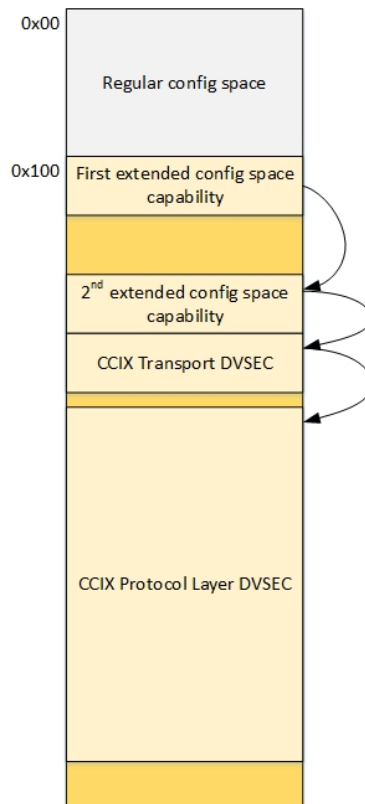 0x00
Regular config space
0x100
First extended config space
capability
2nd extended config space
capability
CCIX Transport DVSEC
CCIX Protocol Layer DVSEC